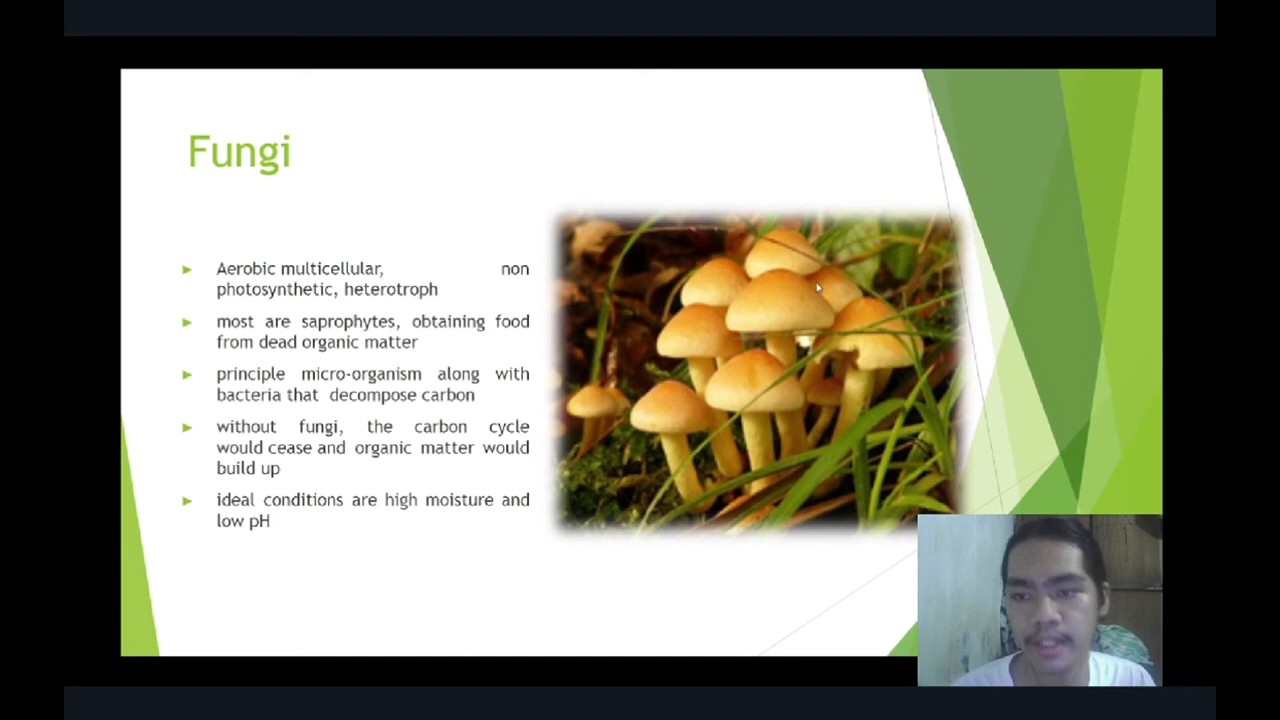 Fungi
Aerobic multicellular, non
photosynthetic, heterotroph
most are saprophytes, obtaining food
from dead organic matter
principle micro-organism along with
bacteria that decompose carbon
without fungi, the carbon cycle
would cease and organic matter would
build up
ideal conditions are high moisture and
low pH